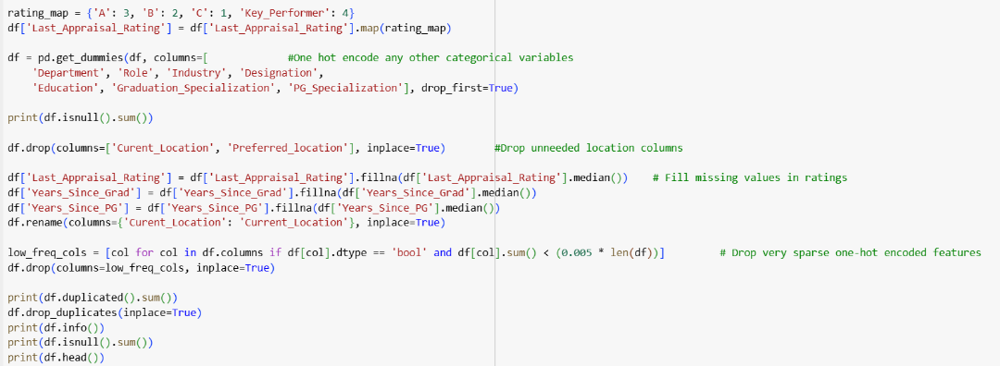 rating_map = {'A': 3, 'B': 2, 'C': 1, 'Key_Performer': 4}
df['Last_Appraisal_Rating'] = df['Last_Appraisal_Rating'].map(rating_map)
df = pd.get_dummies(df, columns=[ #One hot encode any other categorical variables
'Department', 'Role', 'Industry', 'Designation',
'Education', 'Graduation_Specialization', 'PG_Specialization'], drop_first=True)
print(df.isnull().sum())
df.drop(columns=['Curent_Location', 'Preferred_location'], inplace=True) #Drop unneeded location columns
df['Last_Appraisal_Rating'] = df['Last_Appraisal_Rating'].fillna(df['Last_Appraisal_Rating'].median()) # Fill missing values in ratings
df['Years_Since_Grad'] = df['Years_Since_Grad'].fillna(df['Years_Since_Grad'].median())
df['Years_Since_PG'] = df['Years_Since_PG'].fillna(df['Years_Since_PG'].median())
df.rename(columns={'Curent_Location': 'Current_Location'}, inplace=True)
low_freq_cols = [col for col in df.columns if df[col].dtype == 'bool' and df[col].sum() < (0.005 * len(df))] # Drop very sparse one-hot encoded features
df.drop(columns=low_freq_cols, inplace=True)
print(df.duplicated().sum())
df.drop_duplicates(inplace=True)
print(df.info())
print(df.isnull().sum())
print(df.head())